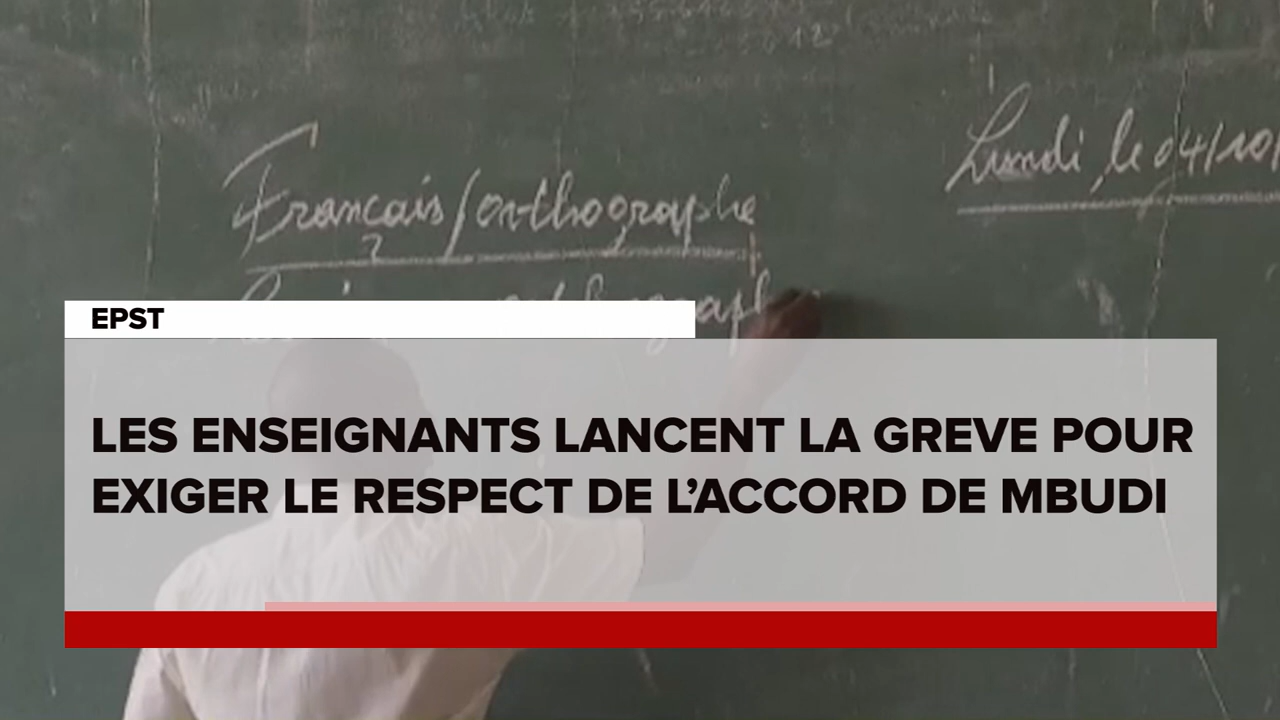 Français/orthographe
Lundi, le 04/10/
EPST
LES ENSEIGNANTS LANCENT LA GREVE POUR
EXIGER LE RESPECT DE L’ACCORD DE MBUDI